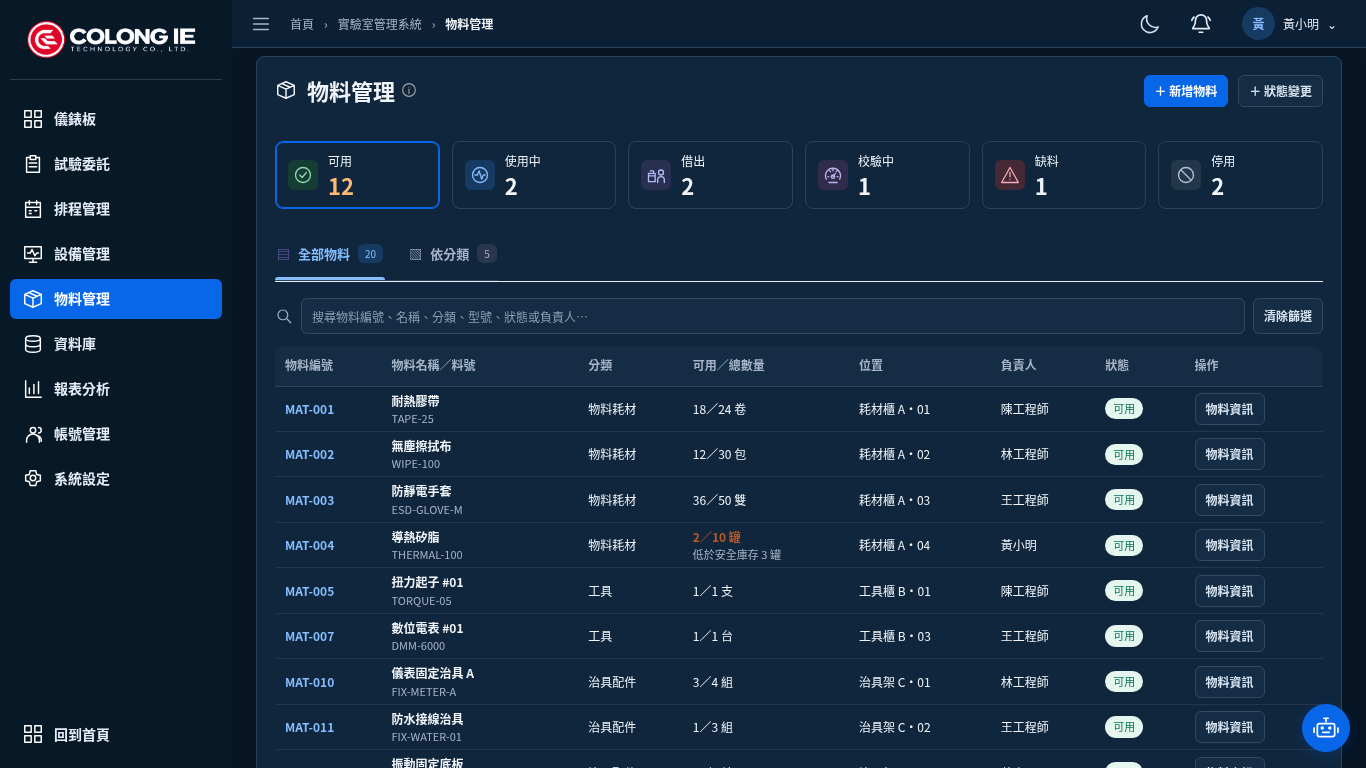 COLONG IE
TECHNOLOGY CO., LTD.
儀錶板
試驗委託
排程管理
設備管理
物料管理
資料庫
報表分析
帳號管理
系統設定
回到首頁
首頁 › 實驗室管理系統 › 物料管理
黃 黃小明
物料管理
+ 新增物料
+ 狀態變更
可用
12
使用中
2
借出
2
校驗中
1
缺料
1
停用
2
全部物料 20
依分類 5
搜尋物料編號、名稱、分類、型號、狀態或負責人…
清除篩選
物料編號 物料名稱／料號 分類 可用／總數量 位置 負責人 狀態 操作
MAT-001 耐熱膠帶 TAPE-25 物料耗材 18／24 卷 耗材櫃 A・01 陳工程師 可用 物料資訊
MAT-002 無塵擦拭布 WIPE-100 物料耗材 12／30 包 耗材櫃 A・02 林工程師 可用 物料資訊
MAT-003 防靜電手套 ESD-GLOVE-M 物料耗材 36／50 雙 耗材櫃 A・03 王工程師 可用 物料資訊
MAT-004 導熱矽脂 THERMAL-100 物料耗材 2／10 罐 低於安全庫存 3 罐 耗材櫃 A・04 黃小明 可用 物料資訊
MAT-005 扭力起子 #01 TORQUE-05 工具 1／1 支 工具櫃 B・01 陳工程師 可用 物料資訊
MAT-007 數位電表 #01 DMM-6000 工具 1／1 台 工具櫃 B・03 王工程師 可用 物料資訊
MAT-010 儀表固定治具 A FIX-METER-A 治具配件 3／4 組 治具架 C・01 林工程師 可用 物料資訊
MAT-011 防水接線治具 FIX-WATER-01 治具配件 1／3 組 治具架 C・02 王工程師 可用 物料資訊
振動固定底板